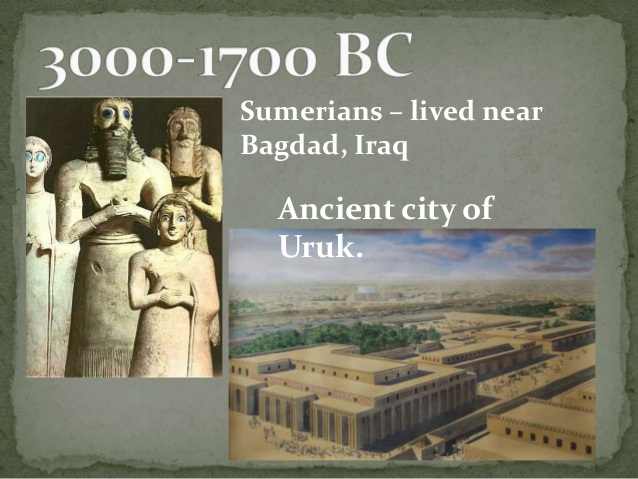 3000-1700 BC
Sumerians – lived near
Bagdad, Iraq
Ancient city of
Uruk.